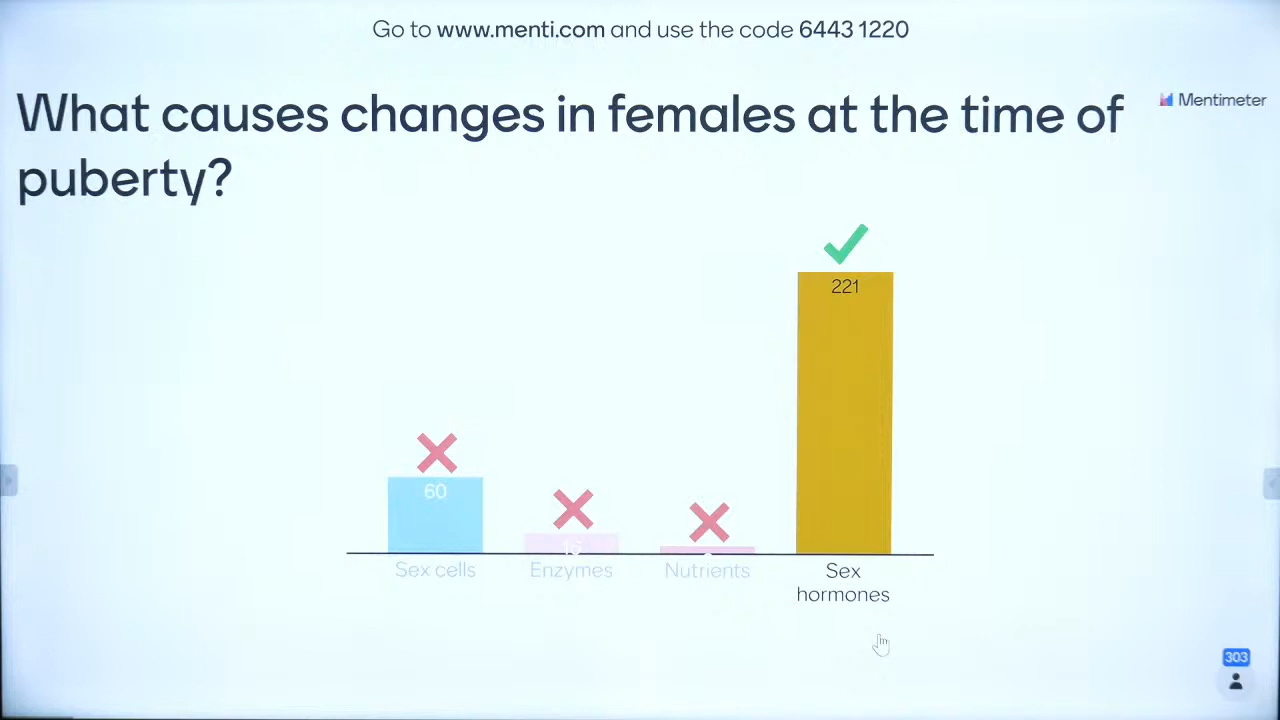 Go to www.menti.com and use the code 6443 1220
What causes changes in females at the time of
Mentimeter
puberty?
221
60
16
Sex cells
Enzymes
Nutrients
Sex
hormones
303